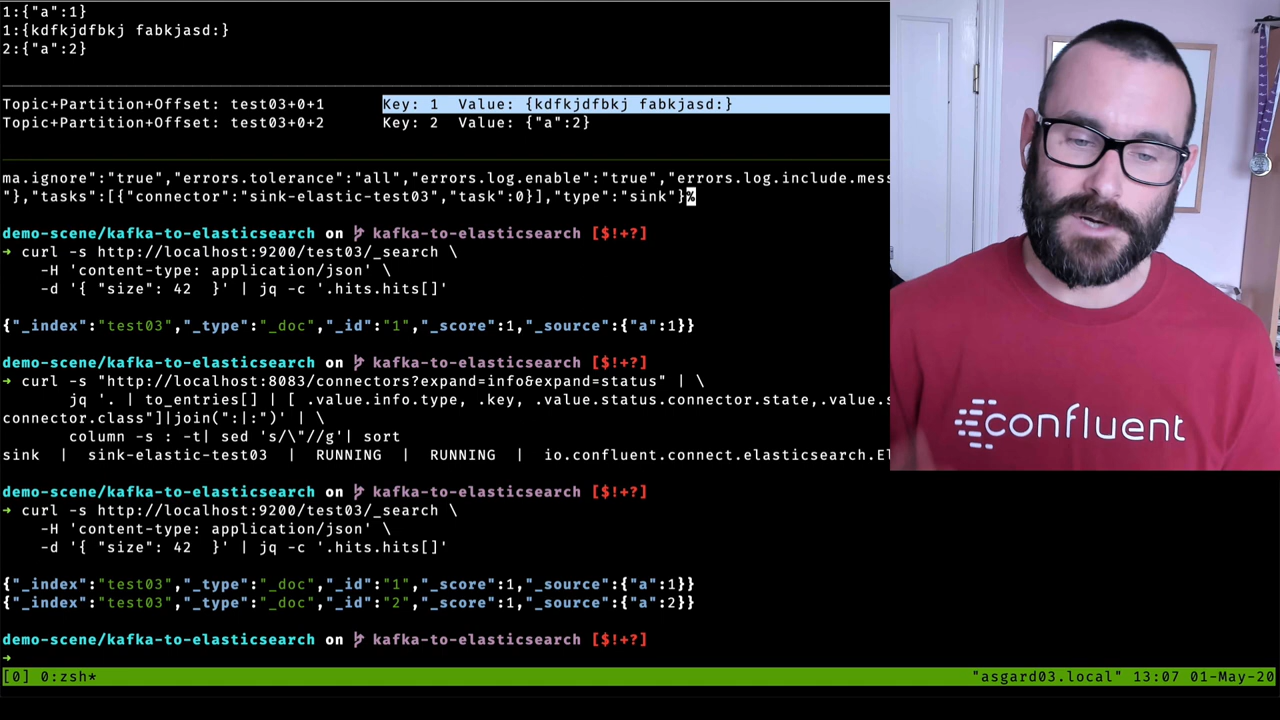 1:{"a":1}
1:{kdfkjdfbkj fabkjasd:}
2:{"a":2}
Topic+Partition+Offset: test03+0+1 Key: 1 Value: {kdfkjdfbkj fabkjasd:}
Topic+Partition+Offset: test03+0+2 Key: 2 Value: {"a":2}
ma.ignore":"true","errors.tolerance":"all","errors.log.enable":"true","errors.log.include.mess
"},"tasks":[{"connector":"sink-elastic-test03","task":0}],"type":"sink"}%
demo-scene/kafka-to-elasticsearch on kafka-to-elasticsearch [$!+?]
→ curl -s http://localhost:9200/test03/_search \
-H 'content-type: application/json' \
-d '{ "size": 42 }' | jq -c '.hits.hits[]'
{"_index":"test03","_type":"_doc","_id":"1","_score":1,"_source":{"a":1}}
demo-scene/kafka-to-elasticsearch on kafka-to-elasticsearch [$!+?]
→ curl -s "http://localhost:8083/connectors?expand=info&expand=status" | \
jq '. | to_entries[] | [ .value.info.type, .key, .value.status.connector.state,.value.s
connector.class"]|join(":|:")' | \
column -s : -t| sed 's/\"//g'| sort
sink | sink-elastic-test03 | RUNNING | RUNNING | io.confluent.connect.elasticsearch.El
demo-scene/kafka-to-elasticsearch on kafka-to-elasticsearch [$!+?]
→ curl -s http://localhost:9200/test03/_search \
-H 'content-type: application/json' \
-d '{ "size": 42 }' | jq -c '.hits.hits[]'
{"_index":"test03","_type":"_doc","_id":"1","_score":1,"_source":{"a":1}}
{"_index":"test03","_type":"_doc","_id":"2","_score":1,"_source":{"a":2}}
demo-scene/kafka-to-elasticsearch on kafka-to-elasticsearch [$!+?]
→
[0] 0:zsh* "asgard03.local" 13:07 01-May-20
confluent